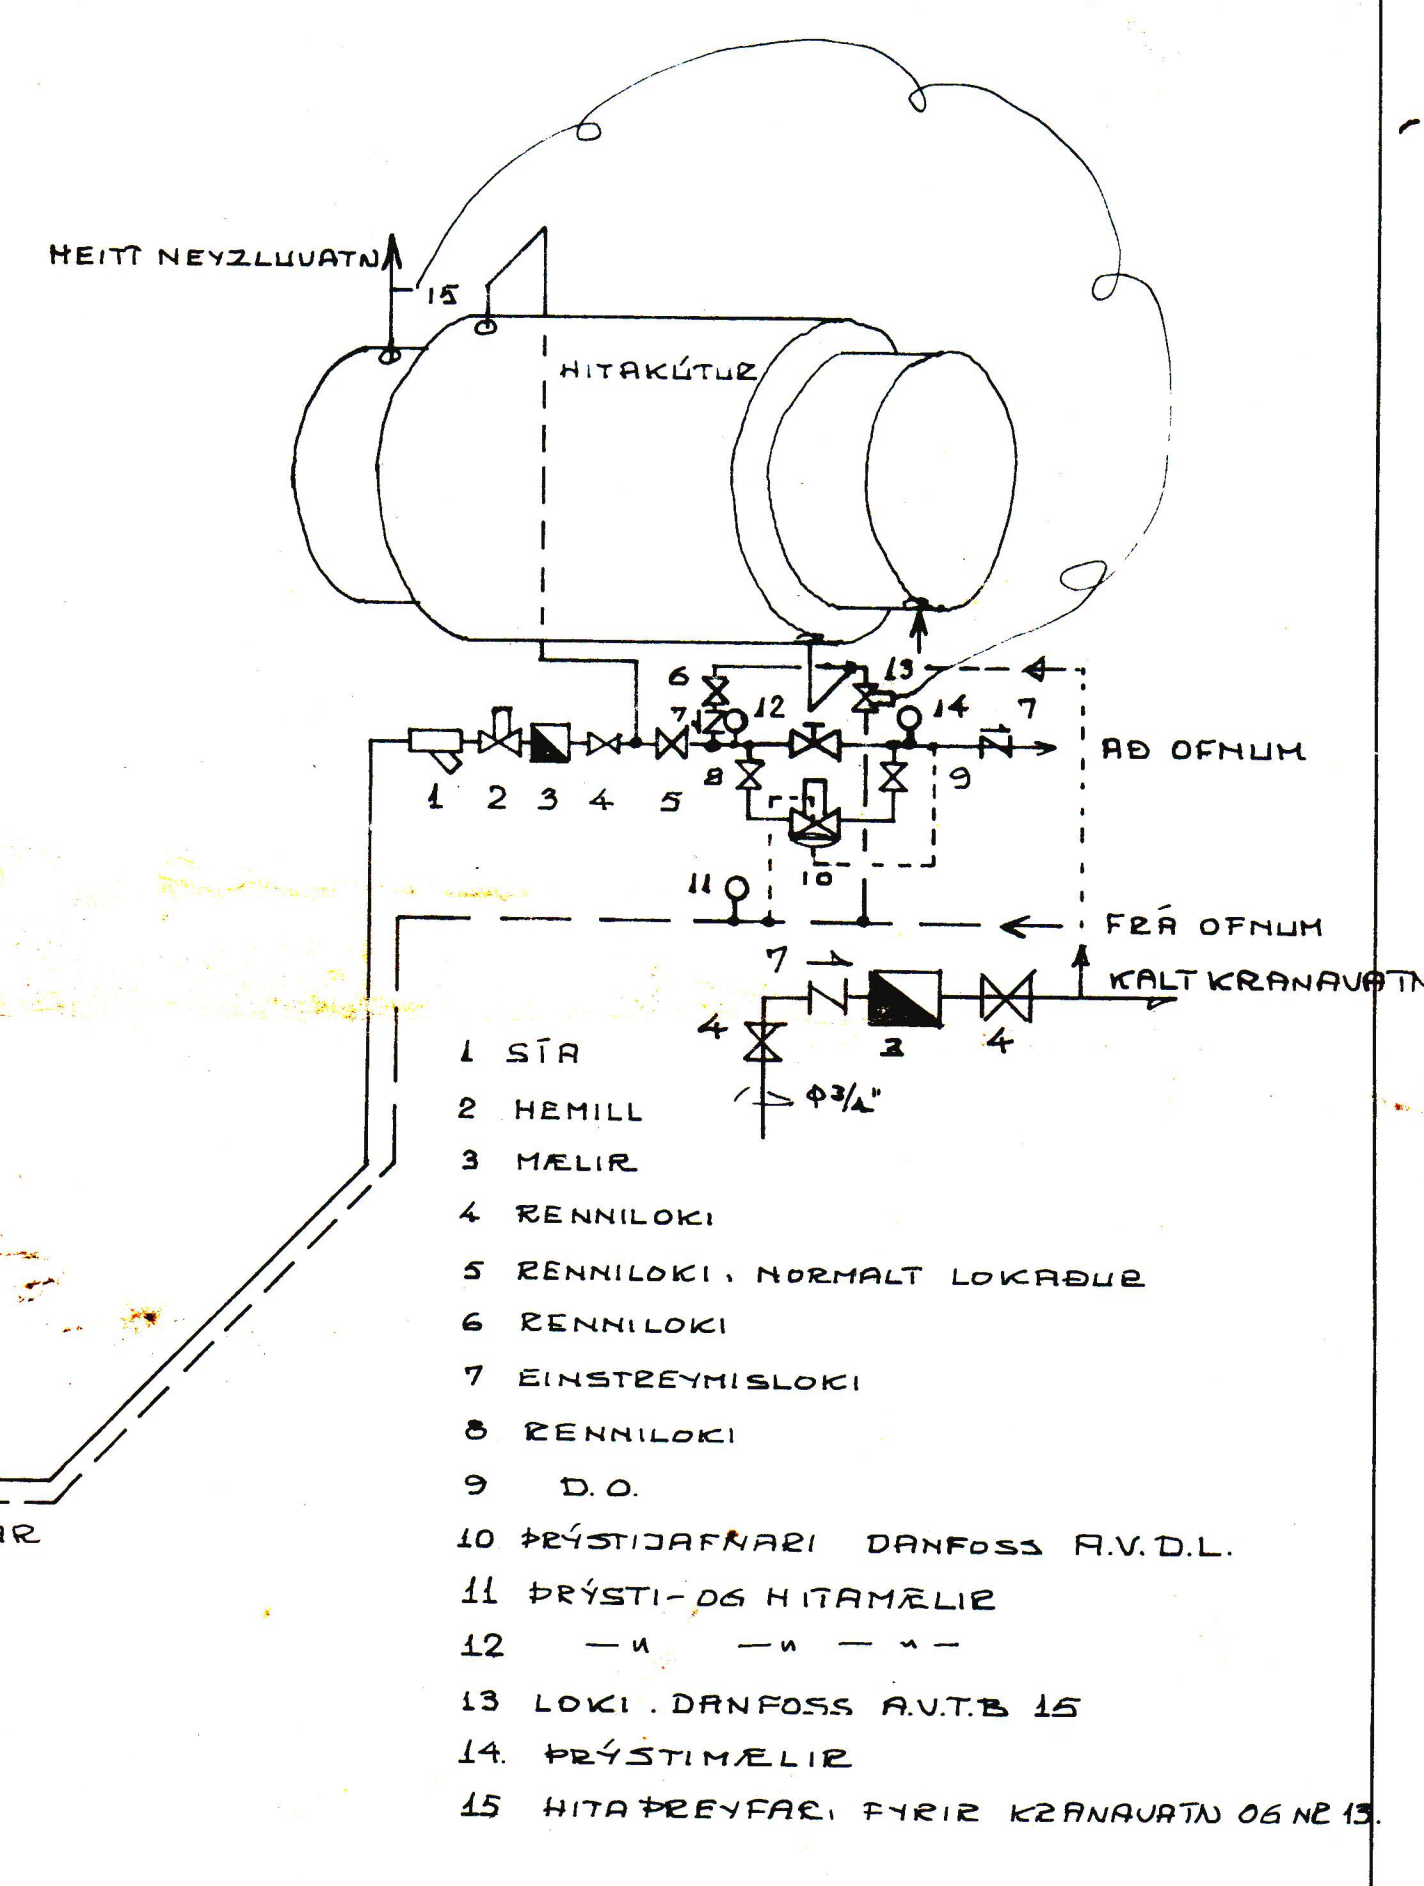 HEITT NEYZLUVATN
15
HITAKÚTUR
6
13
7
12
14
7
AÐ OFNUM
1 2 3 4 5
8
9
10
11
FRÁ OFNUM
7
KALT KRANAVATN
4
3
4
Φ 3/4"
1 SÍA
2 HEMILL
3 MÆLIR
4 RENNILOKI
5 RENNILOKI. NORMALT LOKAÐUR
6 RENNILOKI
7 EINSTREYMISLOKI
8 RENNILOKI
9 D.O.
AR
10 ÞRÝSTIJAFNARI DANFOSS A.V.D.L.
11 ÞRÝSTI-OG HITAMÆLIR
12 —〃 —〃 — 〃 —
13 LOKI. DANFOSS A.V.T.B 15
14. ÞRÝSTIMÆLIR
15 HITAÞREYFARI FYRIR KRANAVATN OG NR 13.